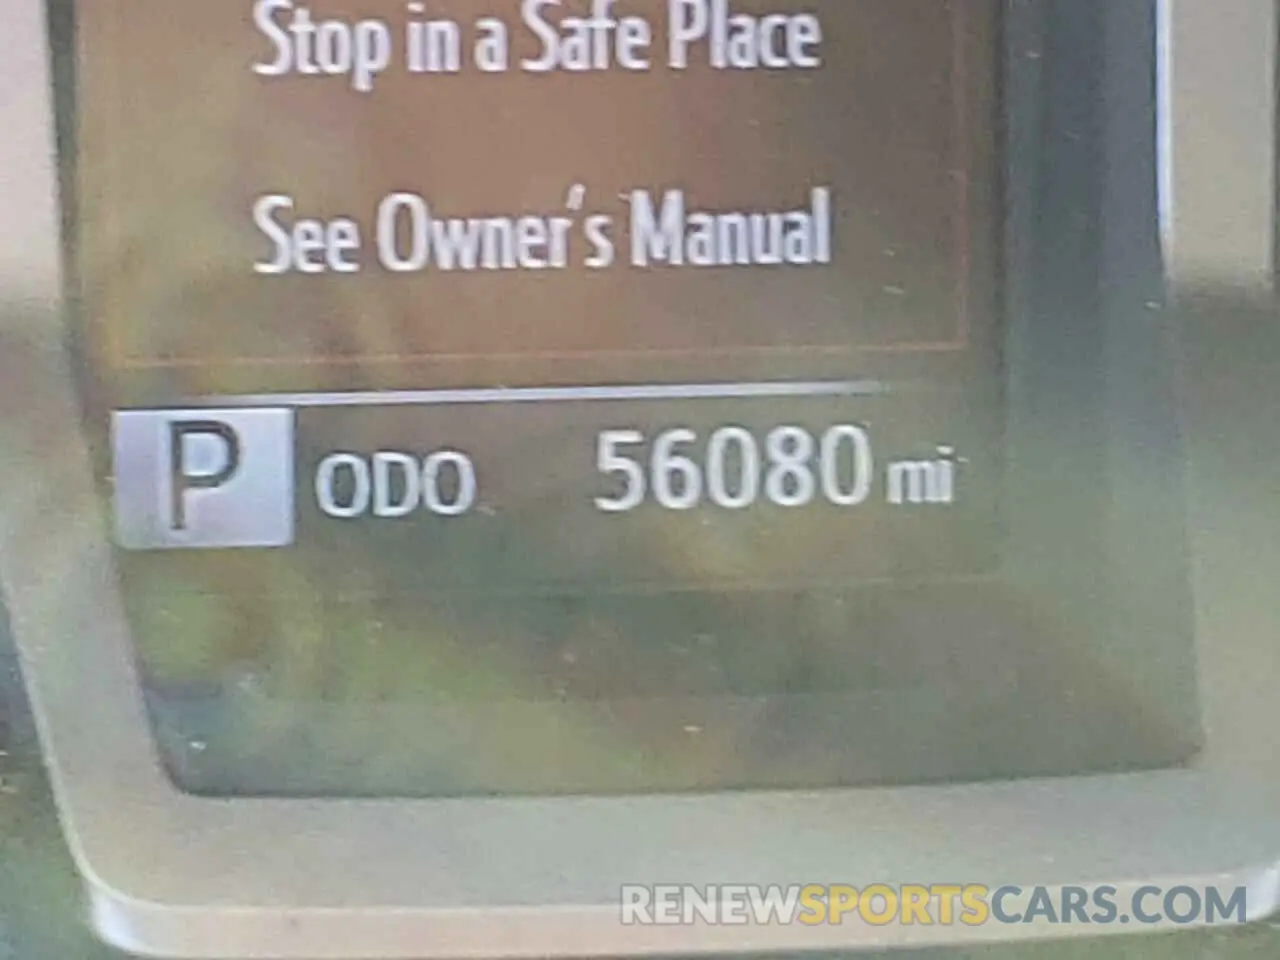 Stop in a Safe Place
See Owner's Manual
P ODO 56080 mi
RENEWSPORTSCARS.COM